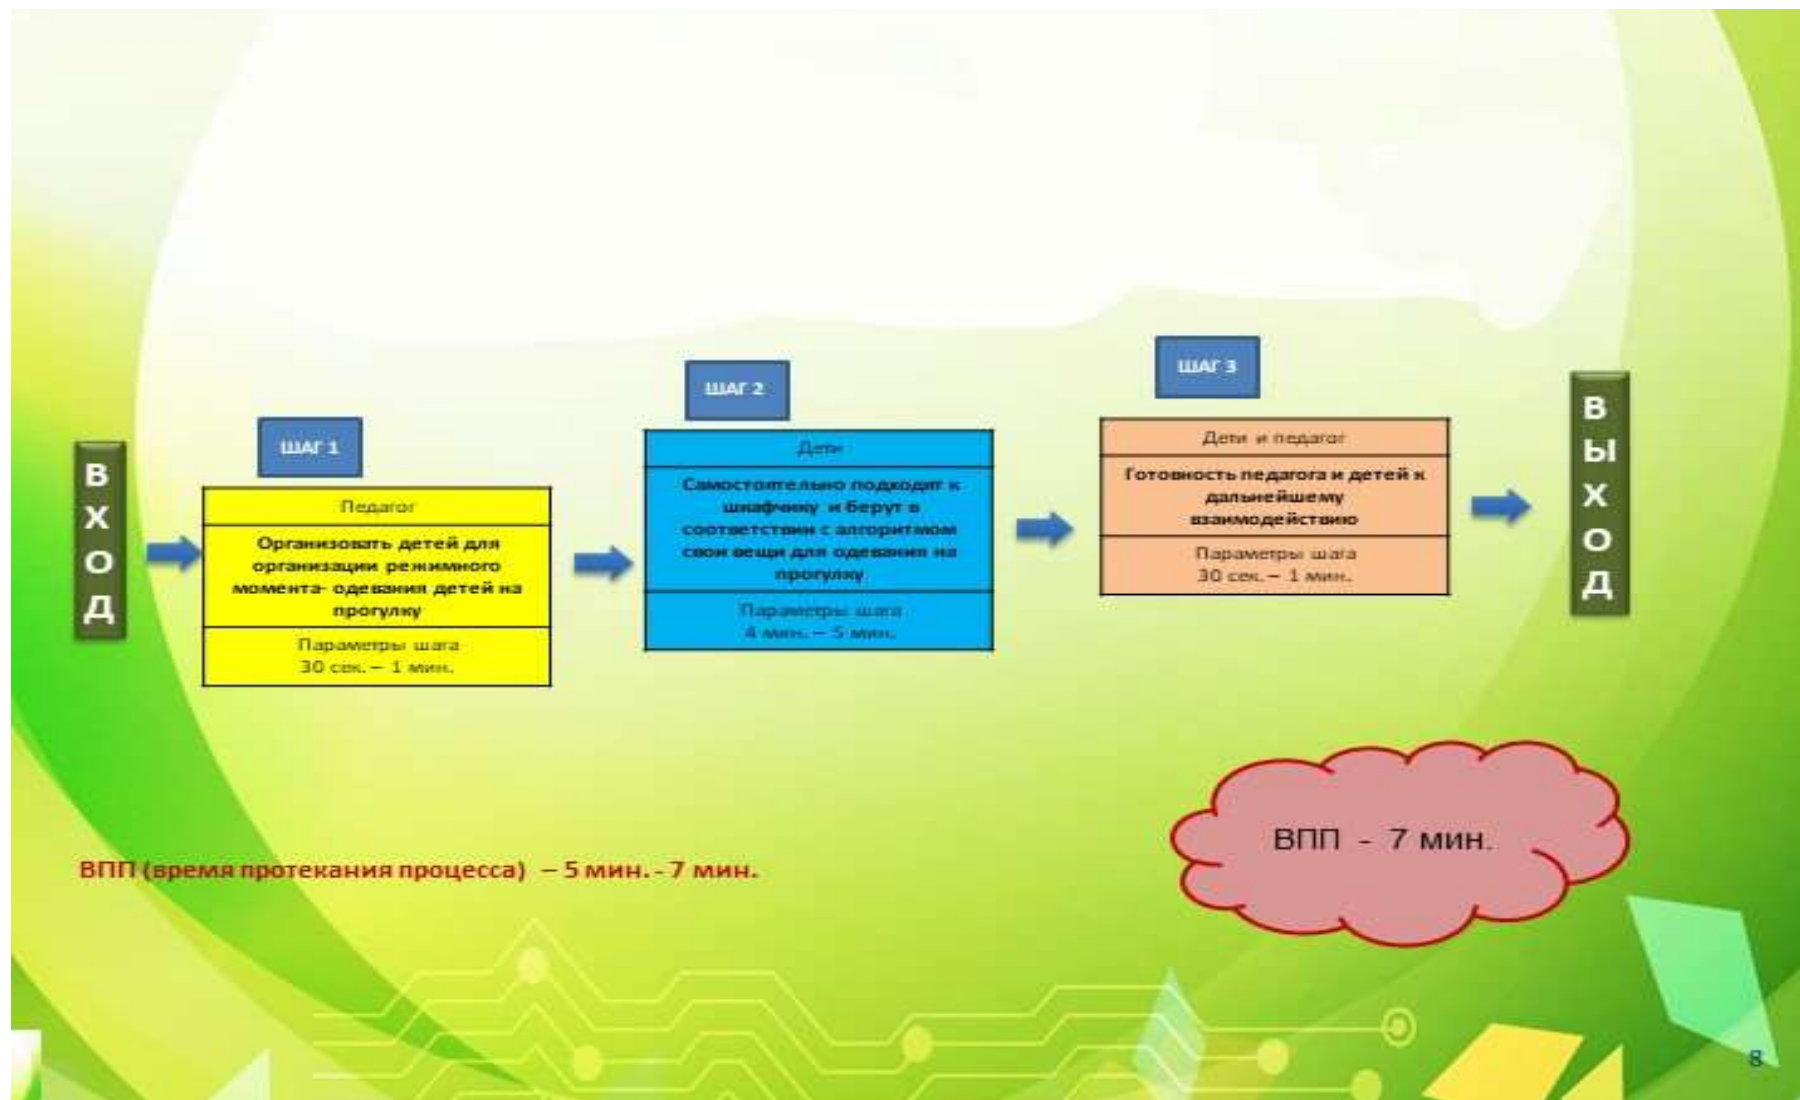 ВХОД
ШАГ 1
Педагог
Организовать детей для
организации режимного
момента- одевания детей на
прогулку
Параметры шага
30 сек. – 1 мин.
ШАГ 2
Дети
Самостоятельно подходит к
шкафчику и берут в
соответствии с алгоритмом
свои вещи для одевания на
прогулку
Параметры шага
4 мин. – 5 мин.
ШАГ 3
Дети и педагог
Готовность педагога и детей к
дальнейшему
взаимодействию
Параметры шага
30 сек. – 1 мин.
ВЫХОД
ВПП - 7 мин.
ВПП (время протекания процесса) – 5 мин. - 7 мин.
8